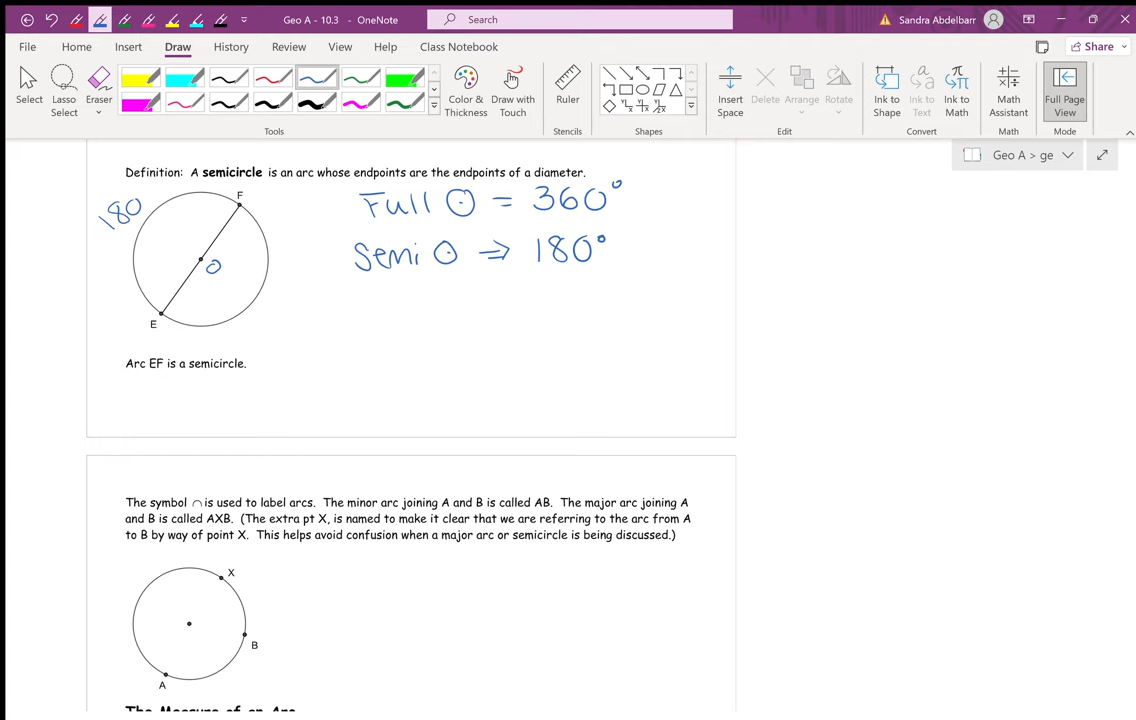 Geo A - 10.3 - OneNote
Search
Sandra Abdelbarr
File Home Insert Draw History Review View Help Class Notebook
Share
Select
Lasso Select
Eraser
Color & Thickness
Draw with Touch
Ruler
Insert Space
Delete
Arrange
Rotate
Ink to Shape
Ink to Text
Ink to Math
Math Assistant
Full Page View
Tools
Stencils
Shapes
Edit
Convert
Math
Mode
Geo A > ge
Definition: A semicircle is an arc whose endpoints are the endpoints of a diameter.
180
F
O
E
Full ⊙ = 360°
Semi ⊙ ⇒ 180°
Arc EF is a semicircle.
The symbol ⌒ is used to label arcs. The minor arc joining A and B is called AB. The major arc joining A
and B is called AXB. (The extra pt X, is named to make it clear that we are referring to the arc from A
to B by way of point X. This helps avoid confusion when a major arc or semicircle is being discussed.)
X
B
A
The Measure of an Arc